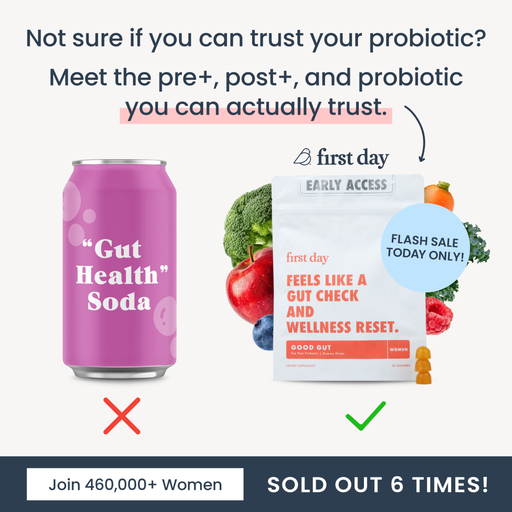 Not sure if you can trust your probiotic?
Meet the pre+, post+, and probiotic
you can actually trust.
first day
EARLY ACCESS
“Gut
Health”
Soda
FLASH SALE
TODAY ONLY!
first day
FEELS LIKE A
GUT CHECK
AND
WELLNESS RESET.
GOOD GUT
WOMEN
Join 460,000+ Women
SOLD OUT 6 TIMES!